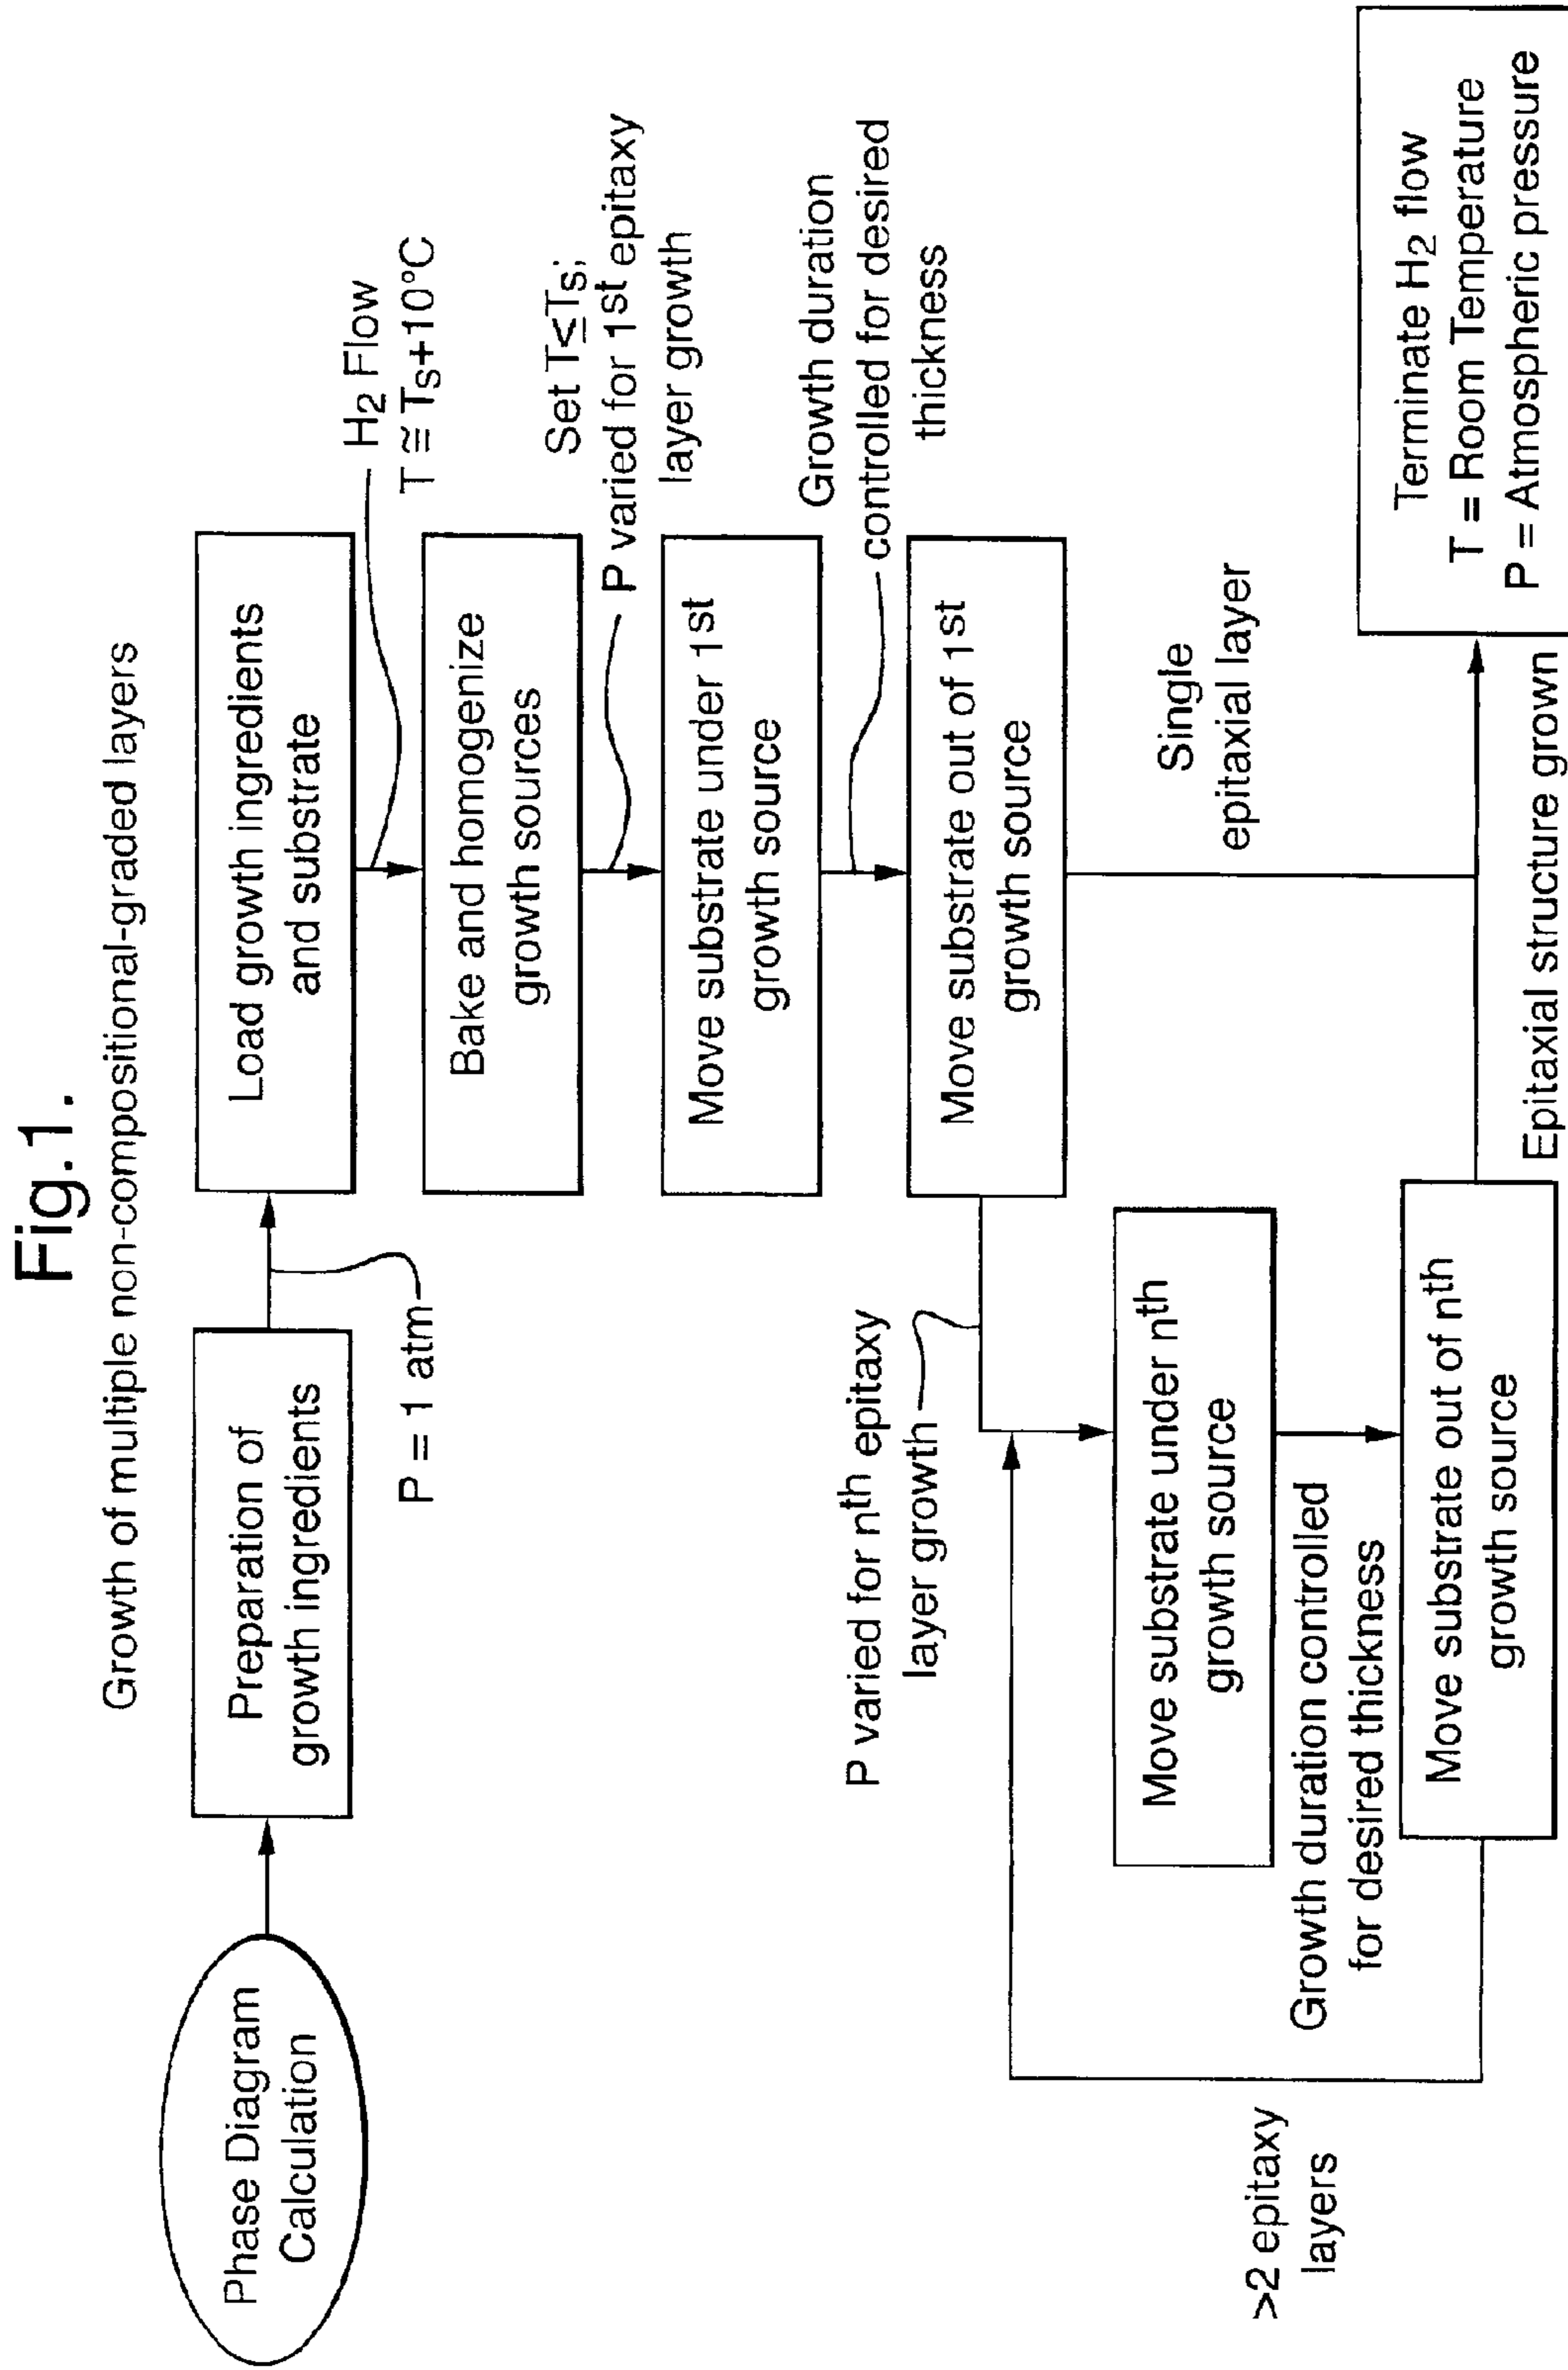 Fig.1.
Growth of multiple non-compositional-graded layers
Phase Diagram
Calculation
Preparation of
growth ingredients
P = 1 atm
Load growth ingredients
and substrate
H2 Flow
T ≅ TS+10°C
Bake and homogenize
growth sources
Set T≤TS;
P varied for 1st epitaxy
layer growth
Move substrate under 1st
growth source
Growth duration
controlled for desired
thickness
Move substrate out of 1st
growth source
P varied for nth epitaxy
layer growth
Single
epitaxial layer
Move substrate under nth
growth source
Growth duration controlled
for desired thickness
>2 epitaxy
layers
Move substrate out of nth
growth source
Epitaxial structure grown
Terminate H2 flow
T = Room Temperature
P = Atmospheric pressure